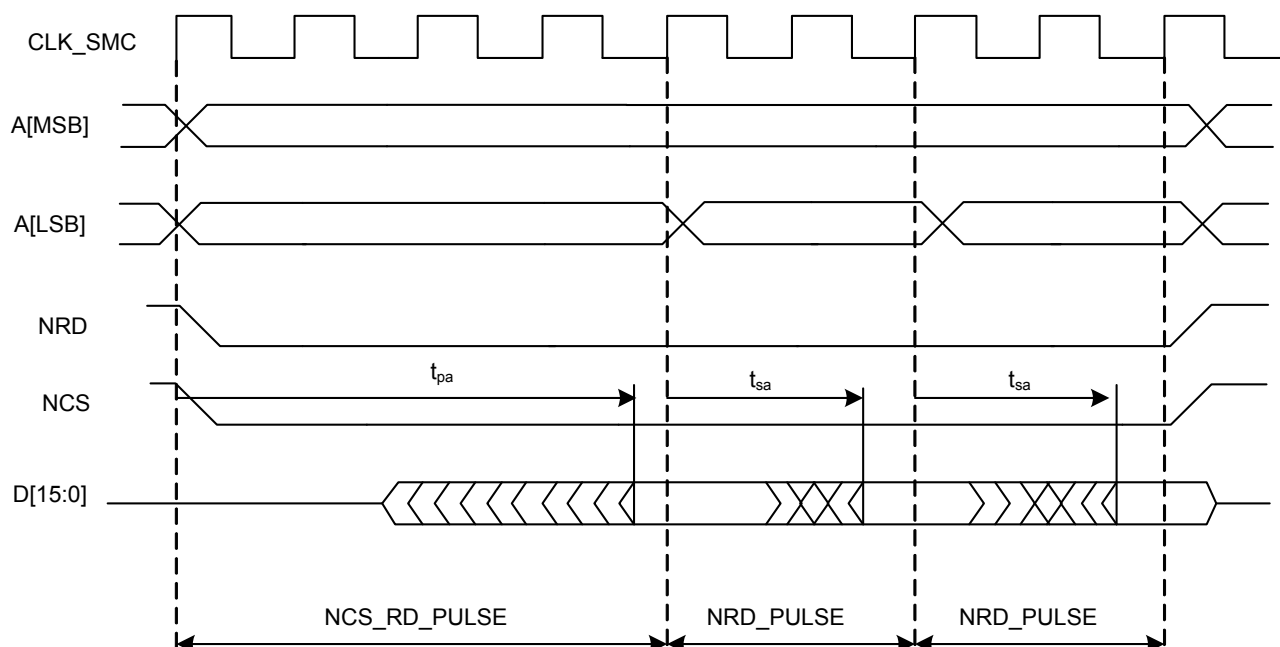 CLK_SMC
A[MSB]
A[LSB]
NRD
tpa
tsa
tsa
NCS
D[15:0]
NCS_RD_PULSE
NRD_PULSE
NRD_PULSE